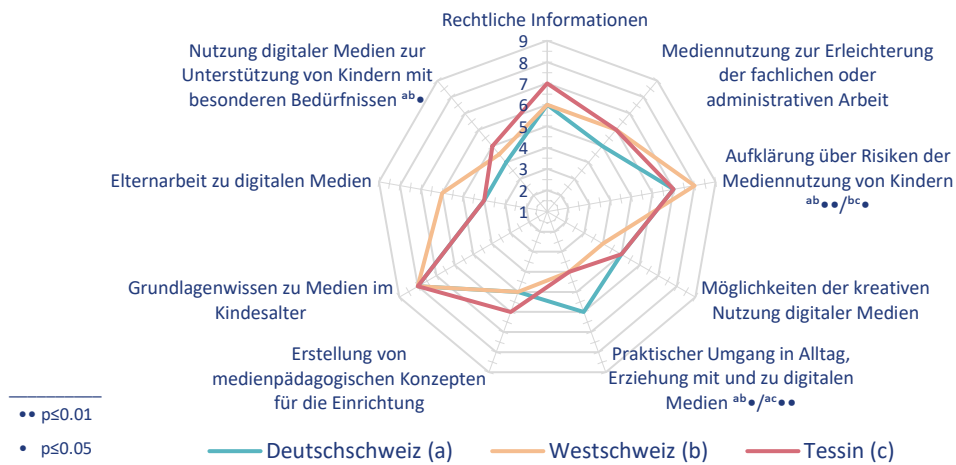 Rechtliche Informationen
Mediennutzung zur Erleichterung
der fachlichen oder
administrativen Arbeit
Aufklärung über Risiken der
Mediennutzung von Kindern
ᵃᵇ●●/ᵇᶜ●
Möglichkeiten der kreativen
Nutzung digitaler Medien
Praktischer Umgang in Alltag,
Erziehung mit und zu digitalen
Medien ᵃᵇ●/ᵃᶜ●●
Erstellung von
medienpädagogischen Konzepten
für die Einrichtung
Grundlagenwissen zu Medien im
Kindesalter
Elternarbeit zu digitalen Medien
Nutzung digitaler Medien zur
Unterstützung von Kindern mit
besonderen Bedürfnissen ᵃᵇ●
9
8
7
6
5
4
3
2
1
●● p≤0.01
● p≤0.05
Deutschschweiz (a)
Westschweiz (b)
Tessin (c)